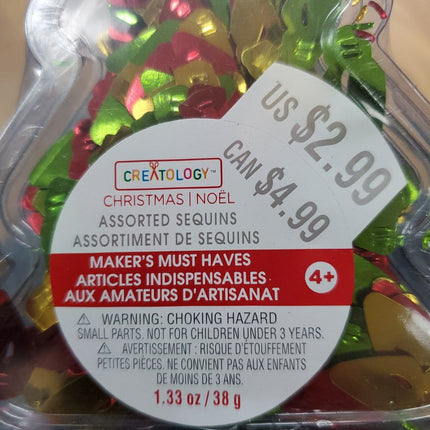 US $2.99
CAN $4.99
CREATOLOGY™
CHRISTMAS | NOËL
ASSORTED SEQUINS
ASSORTIMENT DE SEQUINS
MAKER'S MUST HAVES
ARTICLES INDISPENSABLES
AUX AMATEURS D'ARTISANAT
4+
⚠ WARNING: CHOKING HAZARD
SMALL PARTS. NOT FOR CHILDREN UNDER 3 YEARS.
⚠ AVERTISSEMENT : RISQUE D'ÉTOUFFEMENT
PETITES PIÈCES. NE CONVIENT PAS AUX ENFANTS
DE MOINS DE 3 ANS.
1.33 oz / 38 g